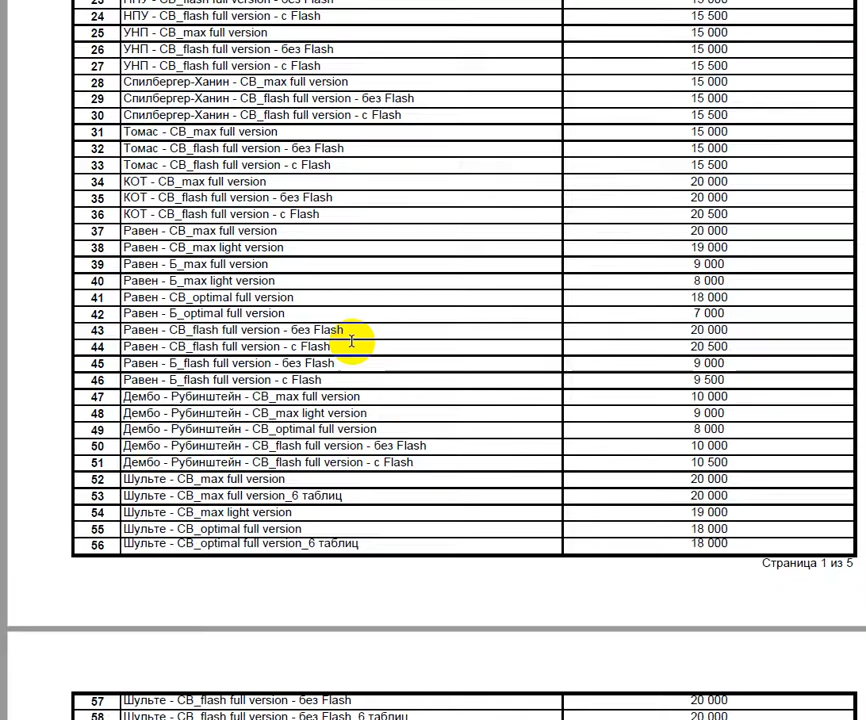 23 НПУ - СВ_flash full version - без Flash 15 000
24 НПУ - СВ_flash full version - с Flash 15 500
25 УНП - СВ_max full version 15 000
26 УНП - СВ_flash full version - без Flash 15 000
27 УНП - СВ_flash full version - с Flash 15 500
28 Спилбергер-Ханин - СВ_max full version 15 000
29 Спилбергер-Ханин - СВ_flash full version - без Flash 15 000
30 Спилбергер-Ханин - СВ_flash full version - с Flash 15 500
31 Томас - СВ_max full version 15 000
32 Томас - СВ_flash full version - без Flash 15 000
33 Томас - СВ_flash full version - с Flash 15 500
34 КОТ - СВ_max full version 20 000
35 КОТ - СВ_flash full version - без Flash 20 000
36 КОТ - СВ_flash full version - с Flash 20 500
37 Равен - СВ_max full version 20 000
38 Равен - СВ_max light version 19 000
39 Равен - Б_max full version 9 000
40 Равен - Б_max light version 8 000
41 Равен - СВ_optimal full version 18 000
42 Равен - Б_optimal full version 7 000
43 Равен - СВ_flash full version - без Flash 20 000
44 Равен - СВ_flash full version - с Flash 20 500
45 Равен - Б_flash full version - без Flash 9 000
46 Равен - Б_flash full version - с Flash 9 500
47 Дембо - Рубинштейн - СВ_max full version 10 000
48 Дембо - Рубинштейн - СВ_max light version 9 000
49 Дембо - Рубинштейн - СВ_optimal full version 8 000
50 Дембо - Рубинштейн - СВ_flash full version - без Flash 10 000
51 Дембо - Рубинштейн - СВ_flash full version - с Flash 10 500
52 Шульте - СВ_max full version 20 000
53 Шульте - СВ_max full version_6 таблиц 20 000
54 Шульте - СВ_max light version 19 000
55 Шульте - СВ_optimal full version 18 000
56 Шульте - СВ_optimal full version_6 таблиц 18 000
Страница 1 из 5
57 Шульте - СВ_flash full version - без Flash 20 000
58 Шульте - СВ_flash full version - без Flash_6 таблиц 20 000